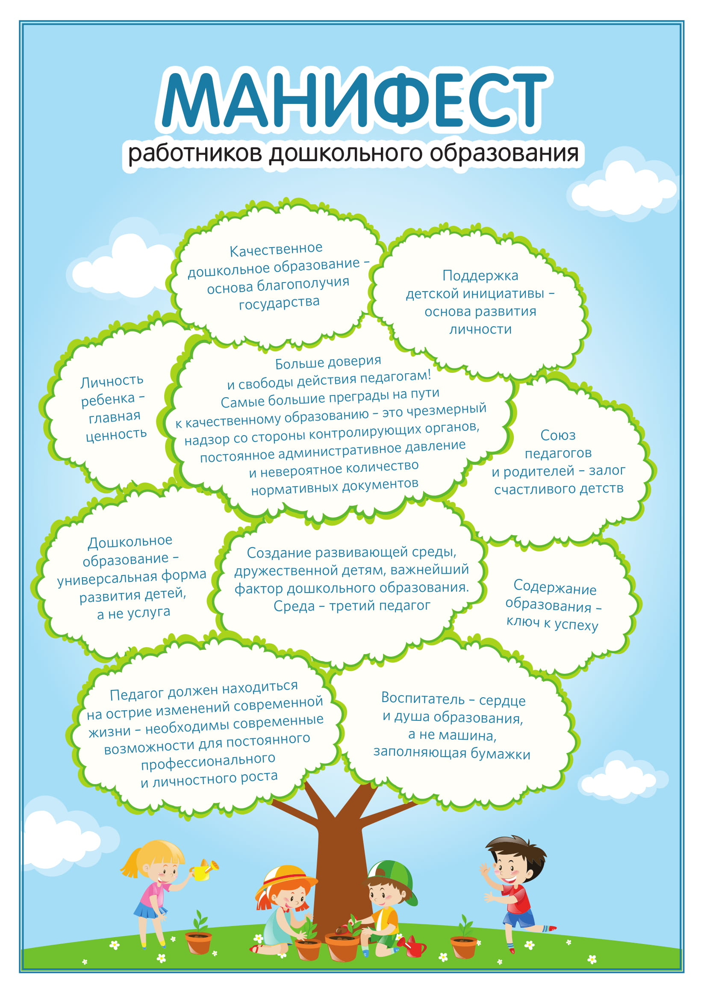 МАНИФЕСТ
работников дошкольного образования
Качественное
дошкольное образование –
основа благополучия
государства
Поддержка
детской инициативы –
основа развития
личности
Личность
ребенка –
главная
ценность
Больше доверия
и свободы действия педагогам!
Самые большие преграды на пути
к качественному образованию – это чрезмерный
надзор со стороны контролирующих органов,
постоянное административное давление
и невероятное количество
нормативных документов
Союз
педагогов
и родителей – залог
счастливого детств
Дошкольное
образование –
универсальная форма
развития детей,
а не услуга
Создание развивающей среды,
дружественной детям, важнейший
фактор дошкольного образования.
Среда – третий педагог
Содержание
образования –
ключ к успеху
Педагог должен находиться
на острие изменений современной
жизни – необходимы современные
возможности для постоянного
профессионального
и личностного роста
Воспитатель – сердце
и душа образования,
а не машина,
заполняющая бумажки